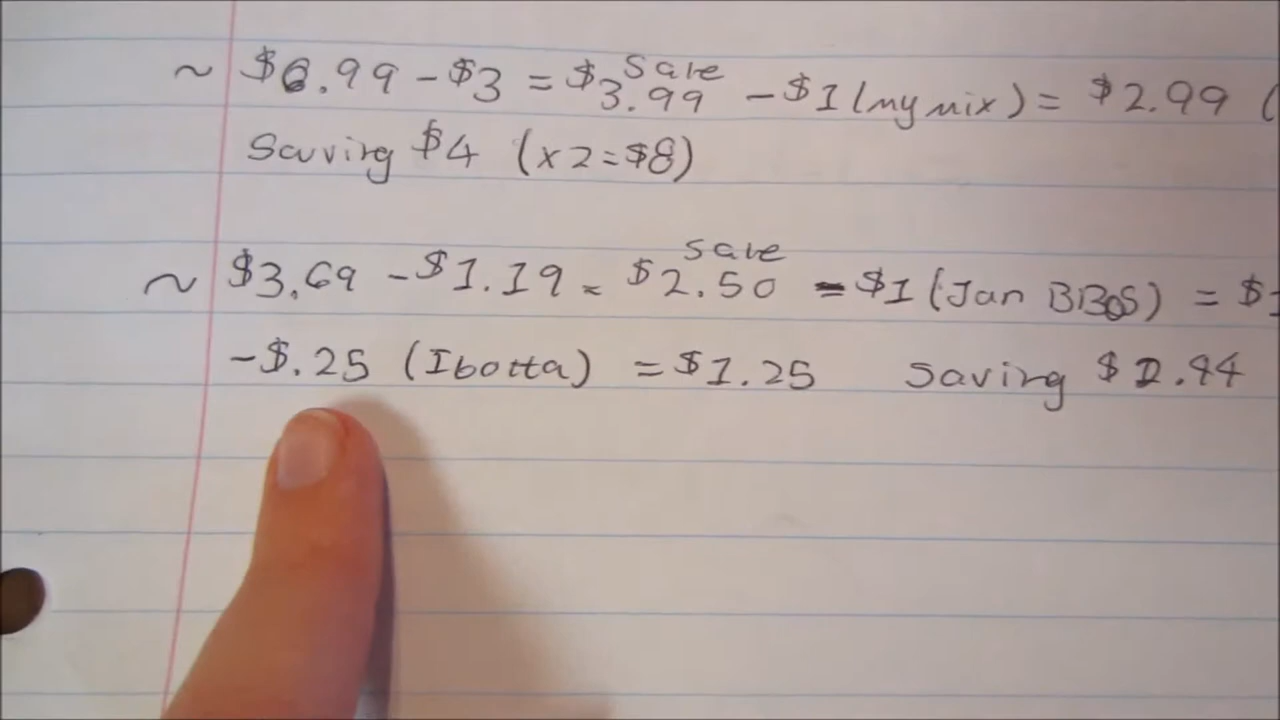 ~ $6.99 - $3 = $3.99 Sale - $1 (my mix) = $2.99 (
Saving $4 (x2=$8)
~ $3.69 - $1.19 = $2.50 Sale - $1 (Jan BBOS) = $1
-$.25 (Ibotta) = $1.25 Saving $2.44